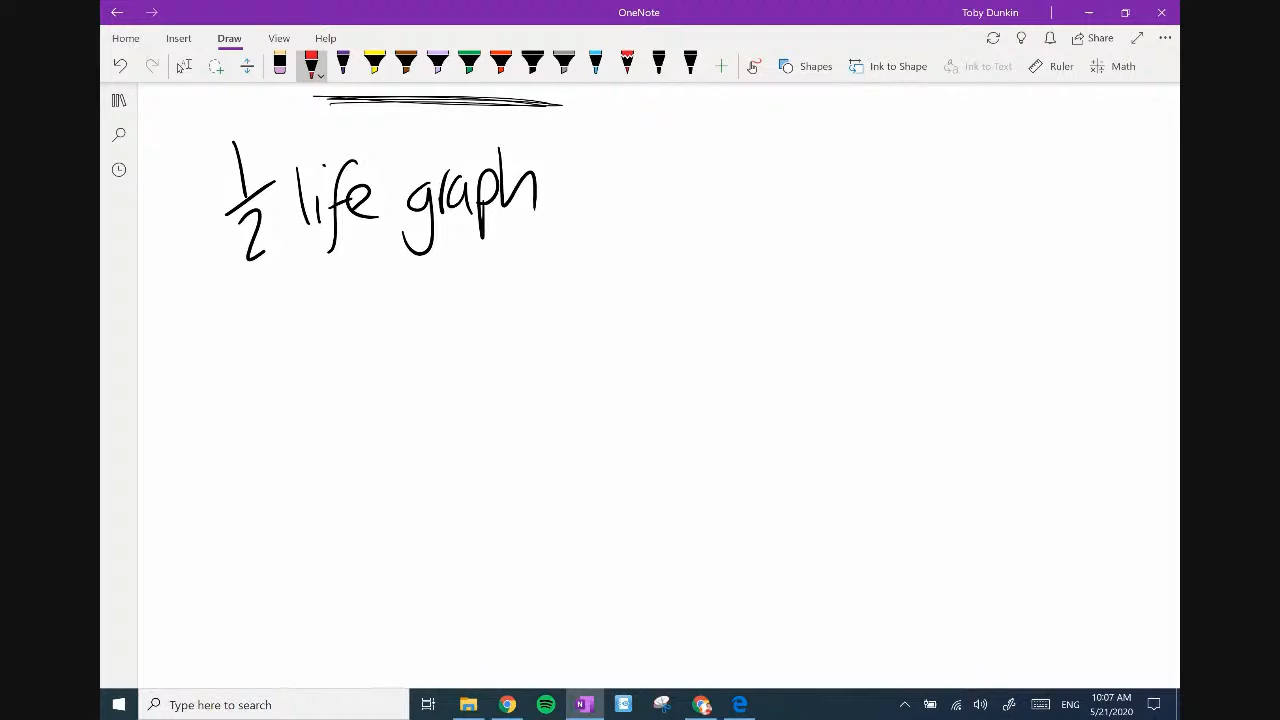 OneNote
Toby Dunkin
Home Insert Draw View Help
Share
Shapes Ink to Shape Ink to Text Ruler Math
½ life graph
Type here to search
ENG
10:07 AM
5/21/2020